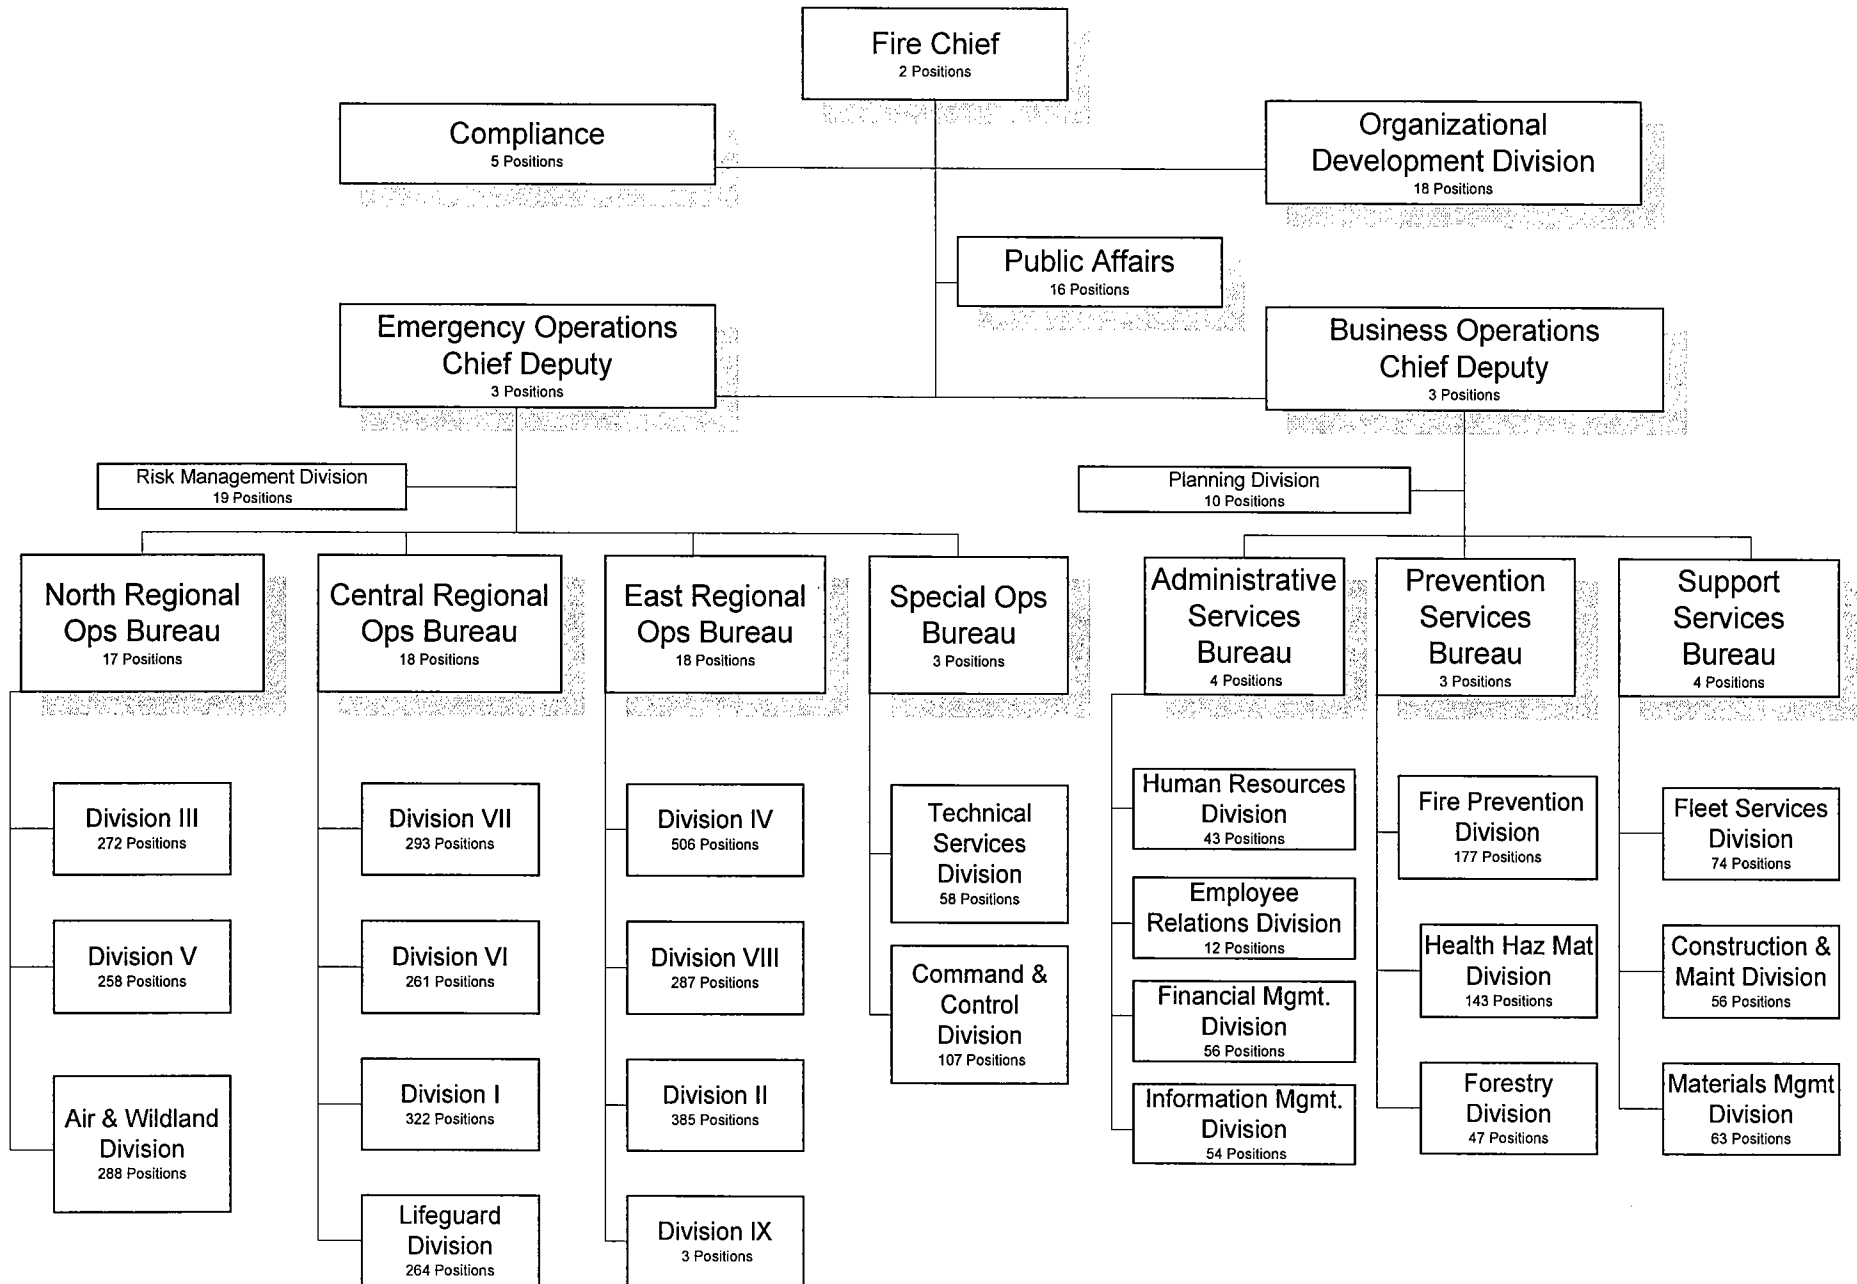 Fire Chief
2 Positions
Compliance
5 Positions
Organizational
Development Division
18 Positions
Public Affairs
16 Positions
Emergency Operations
Chief Deputy
3 Positions
Business Operations
Chief Deputy
3 Positions
Risk Management Division
19 Positions
Planning Division
10 Positions
North Regional
Ops Bureau
17 Positions
Central Regional
Ops Bureau
18 Positions
East Regional
Ops Bureau
18 Positions
Special Ops
Bureau
3 Positions
Administrative
Services
Bureau
4 Positions
Prevention
Services
Bureau
3 Positions
Support
Services
Bureau
4 Positions
Division III
272 Positions
Division V
258 Positions
Air & Wildland
Division
288 Positions
Division VII
293 Positions
Division VI
261 Positions
Division I
322 Positions
Lifeguard
Division
264 Positions
Division IV
506 Positions
Division VIII
287 Positions
Division II
385 Positions
Division IX
3 Positions
Technical
Services
Division
58 Positions
Command &
Control
Division
107 Positions
Human Resources
Division
43 Positions
Employee
Relations Division
12 Positions
Financial Mgmt.
Division
56 Positions
Information Mgmt.
Division
54 Positions
Fire Prevention
Division
177 Positions
Health Haz Mat
Division
143 Positions
Forestry
Division
47 Positions
Fleet Services
Division
74 Positions
Construction &
Maint Division
56 Positions
Materials Mgmt
Division
63 Positions